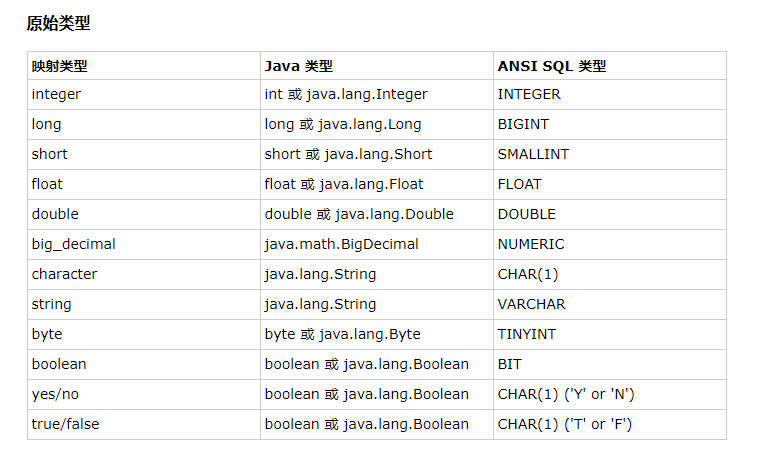 原始类型
映射类型 Java 类型 ANSI SQL 类型
integer int 或 java.lang.Integer INTEGER
long long 或 java.lang.Long BIGINT
short short 或 java.lang.Short SMALLINT
float float 或 java.lang.Float FLOAT
double double 或 java.lang.Double DOUBLE
big_decimal java.math.BigDecimal NUMERIC
character java.lang.String CHAR(1)
string java.lang.String VARCHAR
byte byte 或 java.lang.Byte TINYINT
boolean boolean 或 java.lang.Boolean BIT
yes/no boolean 或 java.lang.Boolean CHAR(1) ('Y' or 'N')
true/false boolean 或 java.lang.Boolean CHAR(1) ('T' or 'F')